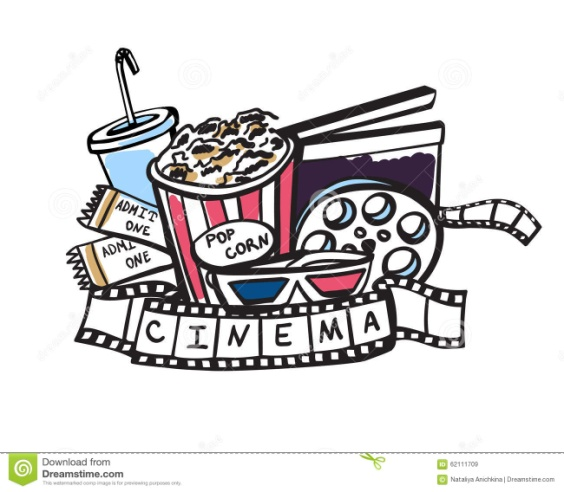 ADMIT
ONE
ADMI
ONE
POP
CORN
CINEMA
Download from
Dreamstime.com
This watermarked comp image is for previewing purposes only.
62111709
Nataliya Anichkina | Dreamstime.com